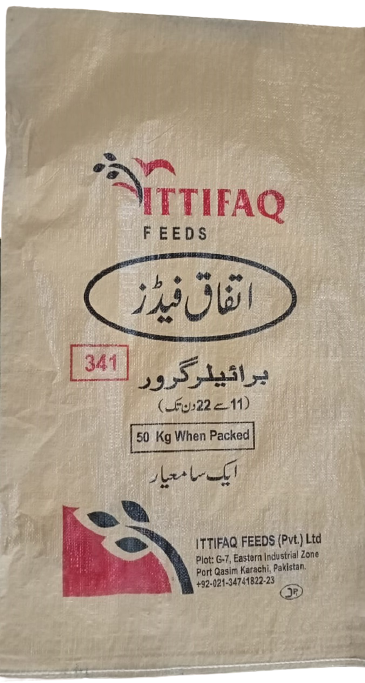 ITTIFAQ
FEEDS
اتفاق فیڈز
341
برائیلر گرور
(11 سے 22 دن تک)
50 Kg When Packed
ایک سا معیار
ITTIFAQ FEEDS (Pvt.) Ltd
Plot: G-7, Eastern Industrial Zone
Port Qasim Karachi, Pakistan.
+92-021-34741822-23
JP